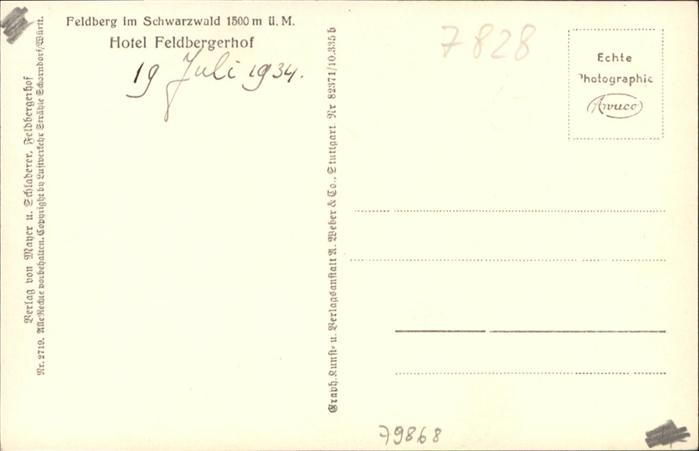 Feldberg im Schwarzwald 1500 m ü. M.
Hotel Feldbergerhof
19 Juli 1934.
Verlag von Mayer u. Schladerer, Feldbergerhof
Nr. 2719. Alle Rechte vorbehalten. Copyright by Luftverkehr Strähle Schorndorf/Württ.
Graph. Kunst- u. Verlagsanstalt A. Weber & Co., Stuttgart. Nr 82371/10.335 b
7828
Echte
Photographie
Awuco
79868